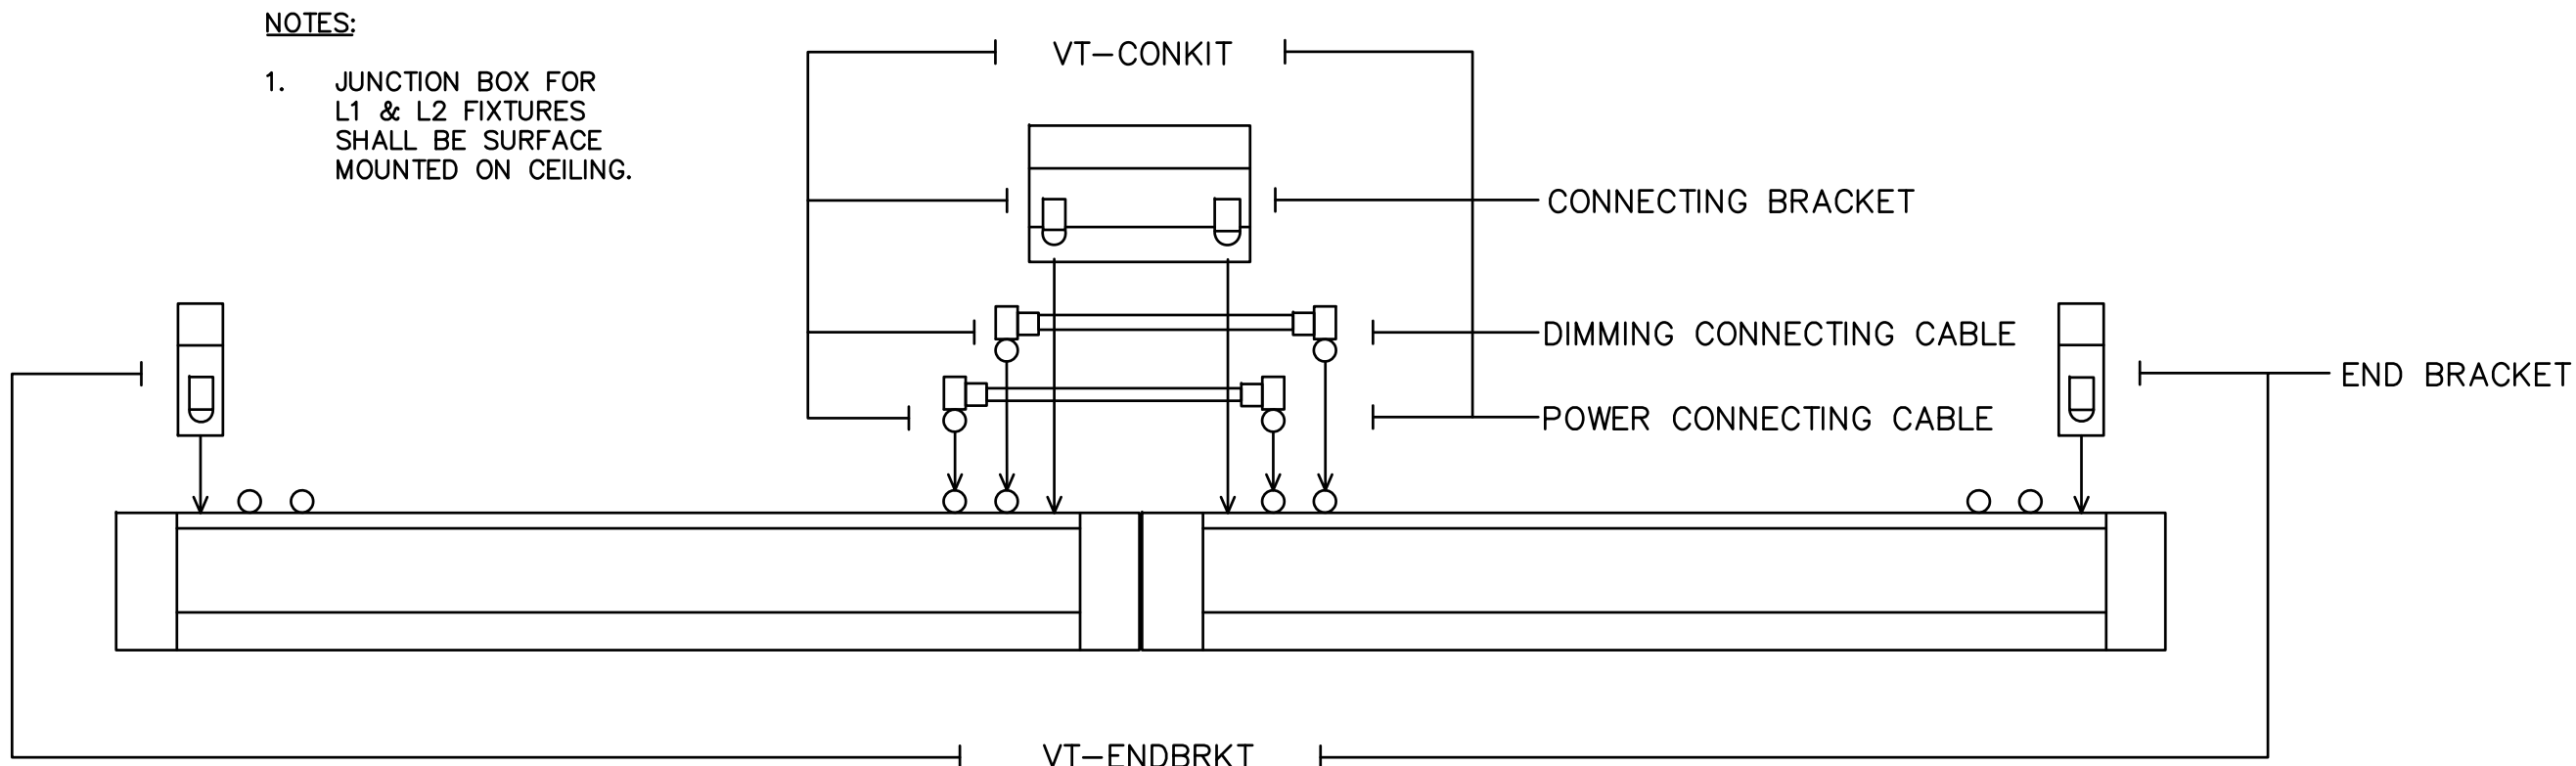 NOTES:
1. JUNCTION BOX FOR
L1 & L2 FIXTURES
SHALL BE SURFACE
MOUNTED ON CEILING.
VT-CONKIT
CONNECTING BRACKET
DIMMING CONNECTING CABLE
END BRACKET
POWER CONNECTING CABLE
VT-ENDBRKT